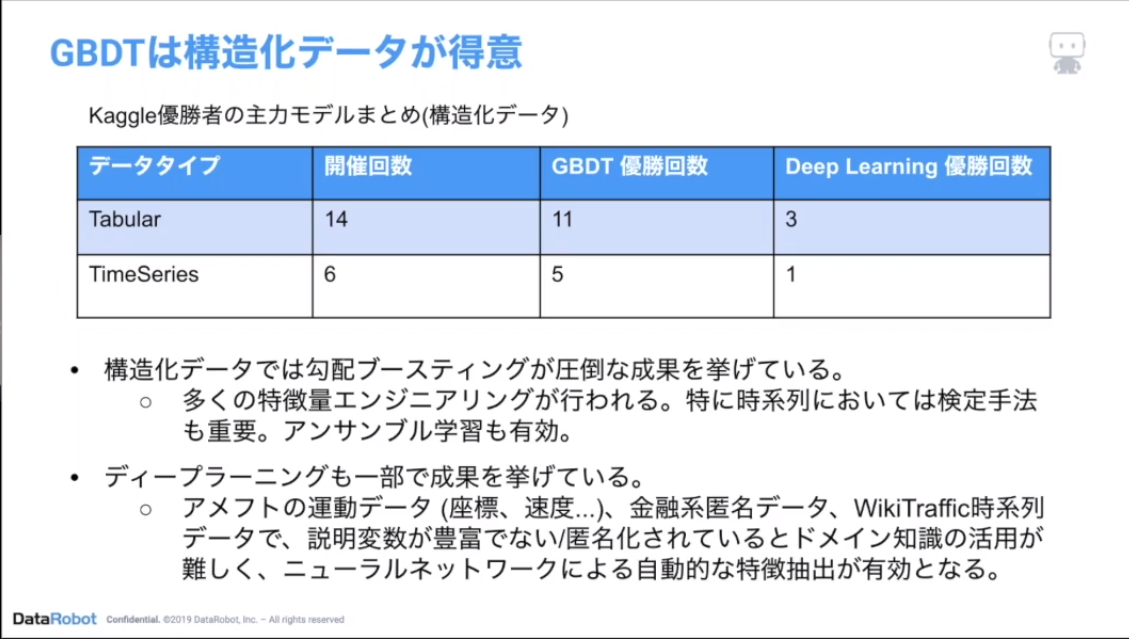 GBDTは構造化データが得意
Kaggle優勝者の主力モデルまとめ(構造化データ)
データタイプ 開催回数 GBDT 優勝回数 Deep Learning 優勝回数
Tabular 14 11 3
TimeSeries 6 5 1
• 構造化データでは勾配ブースティングが圧倒な成果を挙げている。
○ 多くの特徴量エンジニアリングが行われる。特に時系列においては検定手法
も重要。アンサンブル学習も有効。
• ディープラーニングも一部で成果を挙げている。
○ アメフトの運動データ (座標、速度...)、金融系匿名データ、WikiTraffic時系列
データで、説明変数が豊富でない/匿名化されているとドメイン知識の活用が
難しく、ニューラルネットワークによる自動的な特徴抽出が有効となる。
DataRobot Confidential. ©2019 DataRobot, Inc. – All rights reserved